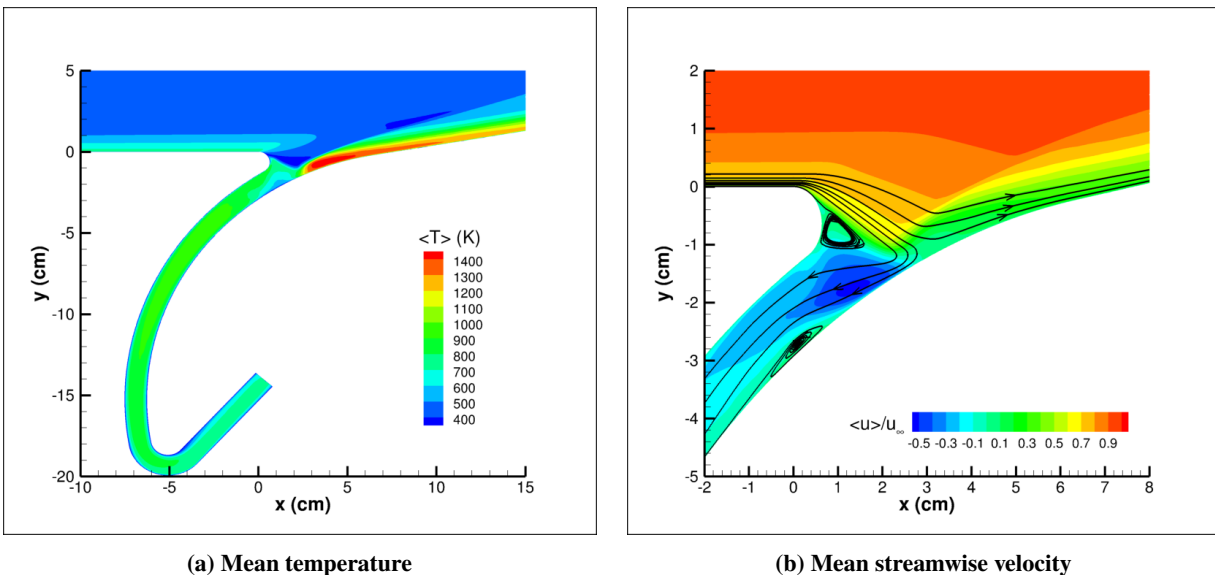 5
0
-5
-10
-15
-20
y (cm)
-10 -5 0 5 10 15
x (cm)
<T> (K)
1400
1300
1200
1100
1000
900
800
700
600
500
400
(a) Mean temperature
2
1
0
-1
-2
-3
-4
-5
y (cm)
-2 -1 0 1 2 3 4 5 6 7 8
x (cm)
<u>/u∞
-0.5 -0.3 -0.1 0.1 0.3 0.5 0.7 0.9
(b) Mean streamwise velocity